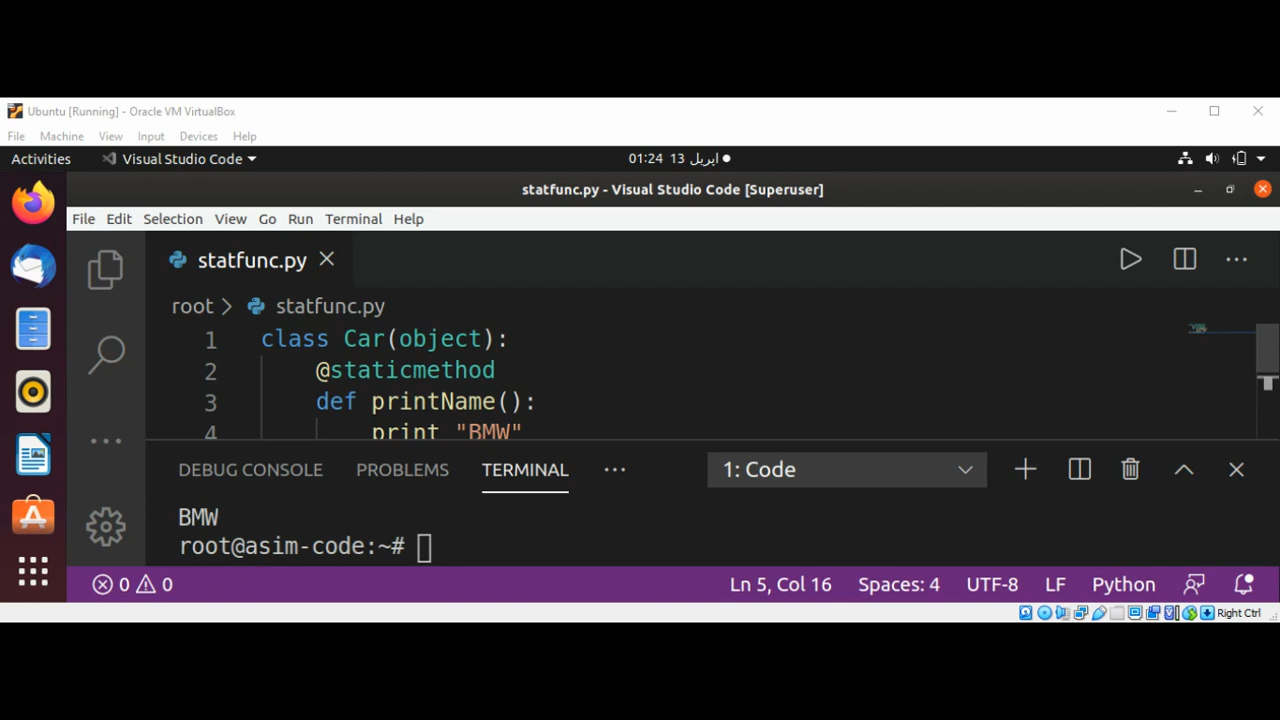 Ubuntu [Running] - Oracle VM VirtualBox
File Machine View Input Devices Help
Activities Visual Studio Code 01:24 13 اپریل
statfunc.py - Visual Studio Code [Superuser]
File Edit Selection View Go Run Terminal Help
statfunc.py
root > statfunc.py
1 class Car(object):
2 @staticmethod
3 def printName():
4 print "BMW"
DEBUG CONSOLE PROBLEMS TERMINAL ... 1: Code
BMW
root@asim-code:~#
0 0 Ln 5, Col 16 Spaces: 4 UTF-8 LF Python
Right Ctrl